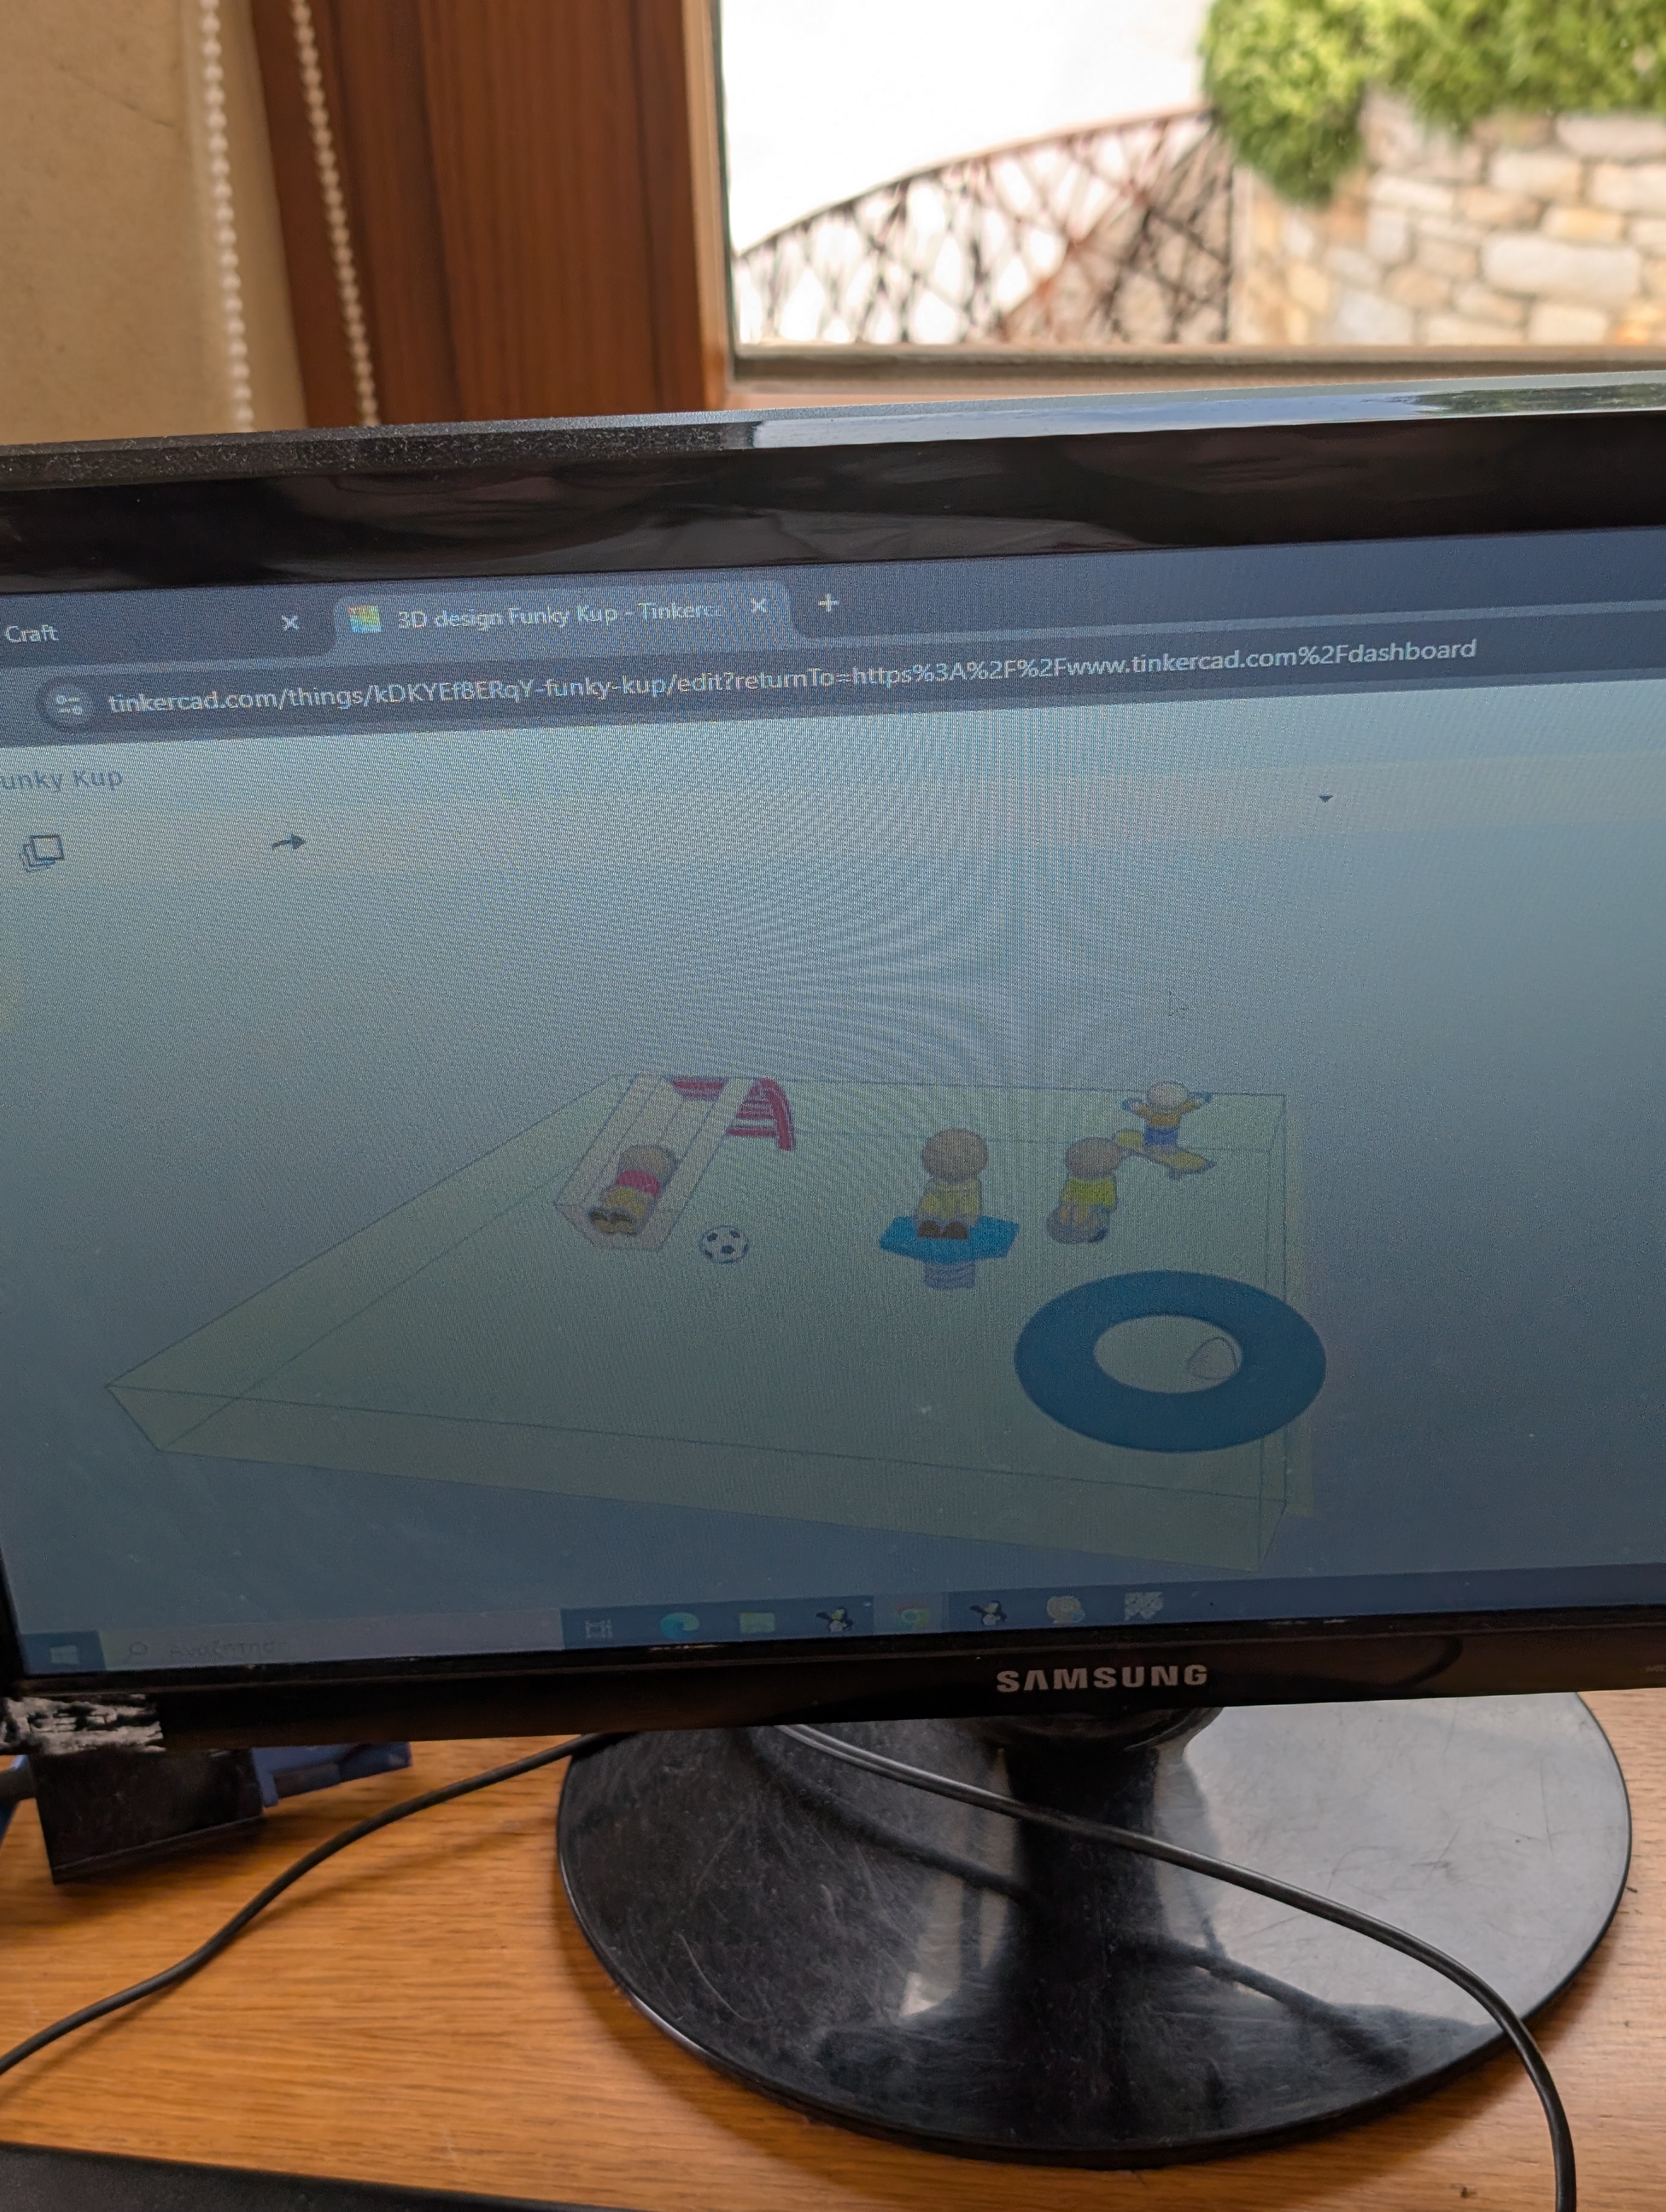 Craft
3D design Funky Kup - Tinkerca
tinkercad.com/things/kDKYEf8ERqY-funky-kup/edit?returnTo=https%3A%2F%2Fwww.tinkercad.com%2Fdashboard
unky Kup
Αναζήτηση
SAMSUNG